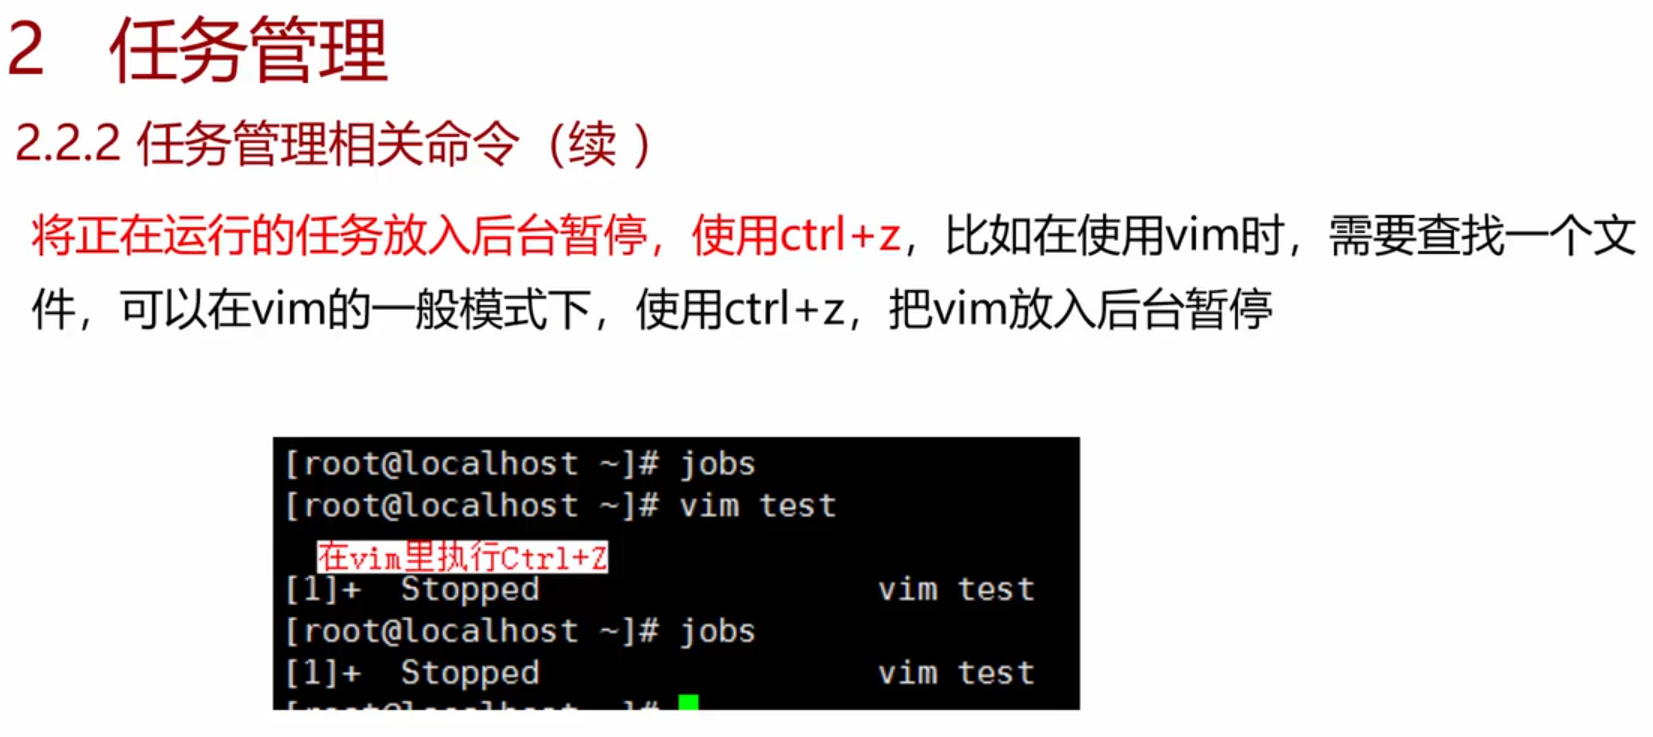 2 任务管理
2.2.2 任务管理相关命令（续 ）
将正在运行的任务放入后台暂停，使用ctrl+z，比如在使用vim时，需要查找一个文
件，可以在vim的一般模式下，使用ctrl+z，把vim放入后台暂停
[root@localhost ~]# jobs
[root@localhost ~]# vim test
在vim里执行Ctrl+Z
[1]+  Stopped                 vim test
[root@localhost ~]# jobs
[1]+  Stopped                 vim test
[root@localhost ~]#